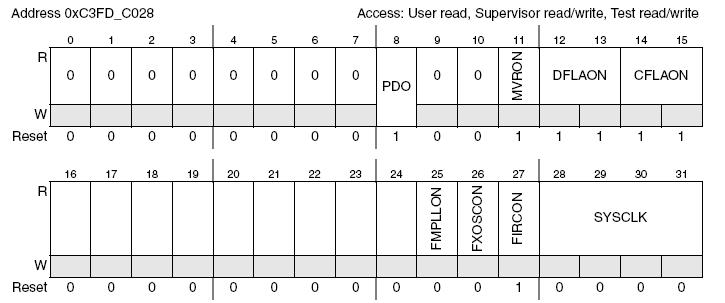 Address 0xC3FD_C028 Access: User read, Supervisor read/write, Test read/write
0 1 2 3 4 5 6 7 8 9 10 11 12 13 14 15
R 0 0 0 0 0 0 0 0 PDO 0 0 MVRON DFLAON CFLAON
W
Reset 0 0 0 0 0 0 0 0 1 0 0 1 1 1 1 1
16 17 18 19 20 21 22 23 24 25 26 27 28 29 30 31
R FMPLLON FXOSCON FIRCON SYSCLK
W
Reset 0 0 0 0 0 0 0 0 0 0 0 1 0 0 0 0